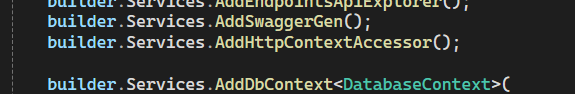 builder.Services.AddEndpointsApiExplorer();
builder.Services.AddSwaggerGen();
builder.Services.AddHttpContextAccessor();
builder.Services.AddDbContext<DatabaseContext>(